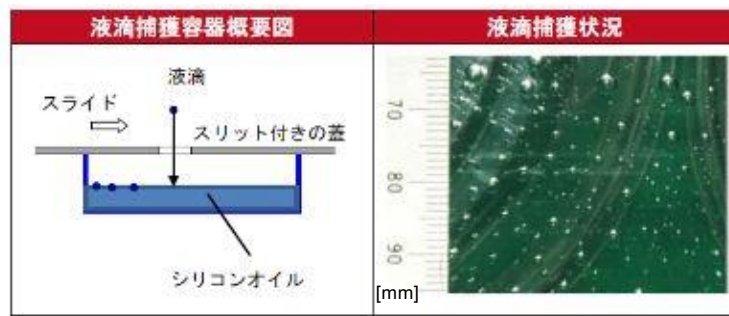 液滴捕獲容器概要図
液滴捕獲状況
液滴
スライド
スリット付きの蓋
シリコンオイル
70
80
90
[mm]